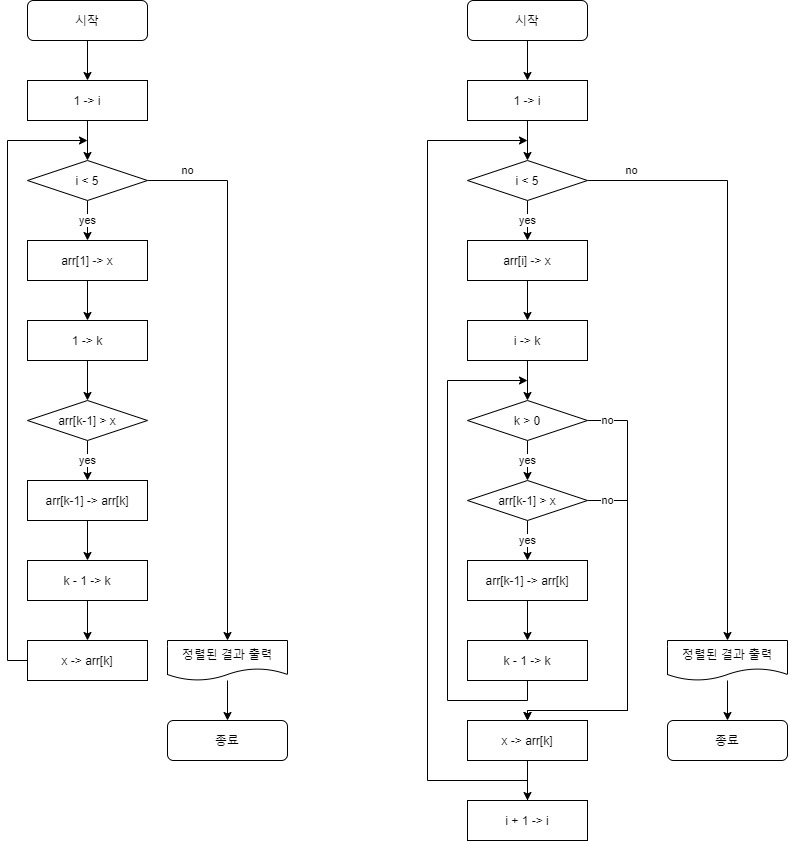 시작
1 -> i
i < 5
no
yes
arr[1] -> x
1 -> k
arr[k-1] > x
yes
arr[k-1] -> arr[k]
k - 1 -> k
x -> arr[k]
정렬된 결과 출력
종료
시작
1 -> i
i < 5
no
yes
arr[i] -> x
i -> k
k > 0
no
yes
arr[k-1] > x
no
yes
arr[k-1] -> arr[k]
k - 1 -> k
x -> arr[k]
i + 1 -> i
정렬된 결과 출력
종료